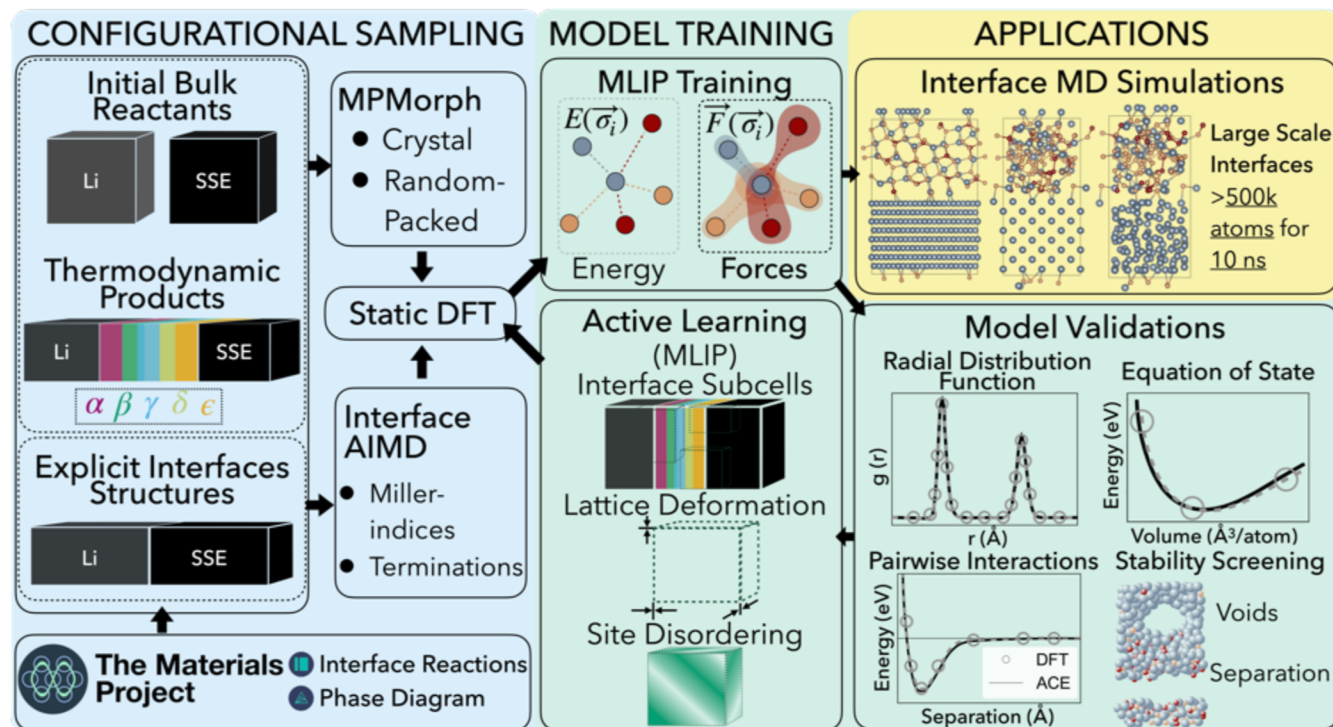 CONFIGURATIONAL SAMPLING
Initial Bulk
Reactants
Li
SSE
Thermodynamic
Products
Li
SSE
α β γ δ ϵ
Explicit Interfaces
Structures
Li
SSE
The Materials
Project
Interface Reactions
Phase Diagram
MPMorph
● Crystal
● Random-
Packed
Static DFT
Interface
AIMD
● Miller-
indices
● Terminations
MODEL TRAINING
MLIP Training
E(σᵢ)
F(σᵢ)
Energy
Forces
Active Learning
(MLIP)
Interface Subcells
Lattice Deformation
Site Disordering
APPLICATIONS
Interface MD Simulations
Large Scale
Interfaces
>500k
atoms for
10 ns
Model Validations
Radial Distribution
Function
g (r)
r (Å)
Equation of State
Energy (eV)
Volume (Å³/atom)
Pairwise Interactions
Energy (eV)
DFT
ACE
Separation (Å)
Stability Screening
Voids
Separation